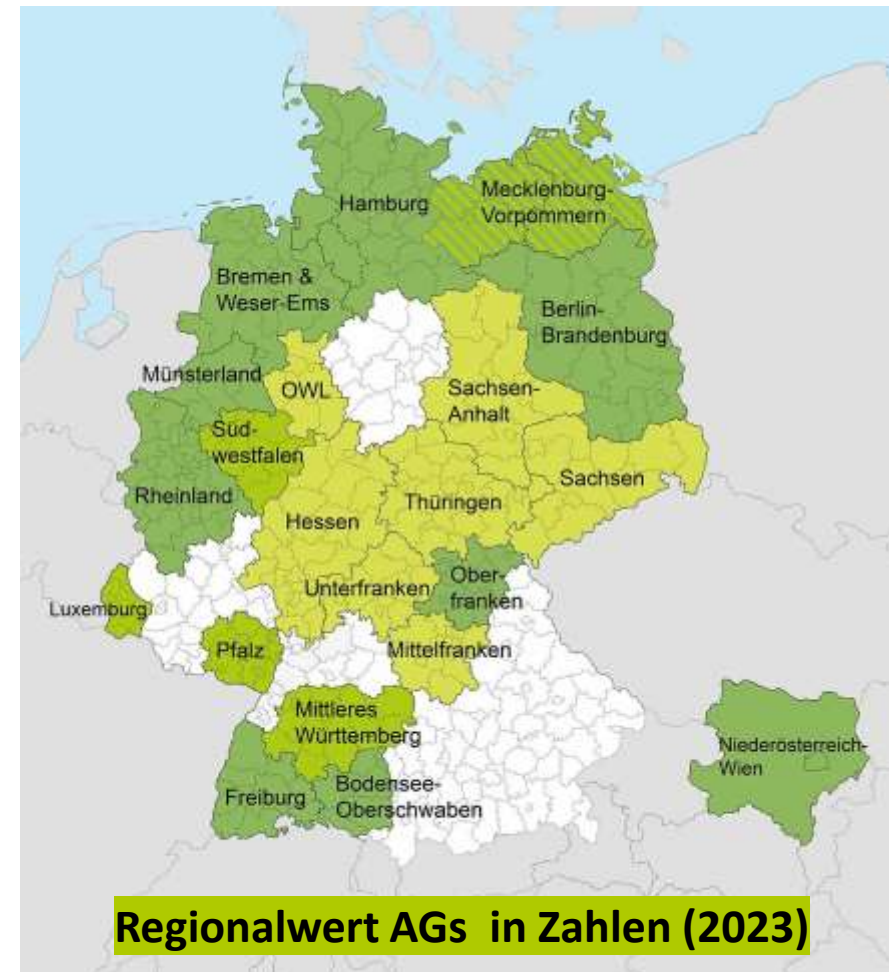 Hamburg
Mecklenburg-
Vorpommern
Bremen &
Weser-Ems
Berlin-
Brandenburg
Münsterland
OWL
Sachsen-
Anhalt
Süd-
westfalen
Rheinland
Sachsen
Thüringen
Hessen
Unterfranken
Ober-
franken
Luxemburg
Pfalz
Mittelfranken
Mittleres
Württemberg
Niederösterreich-
Wien
Freiburg
Bodensee-
Oberschwaben
Regionalwert AGs in Zahlen (2023)